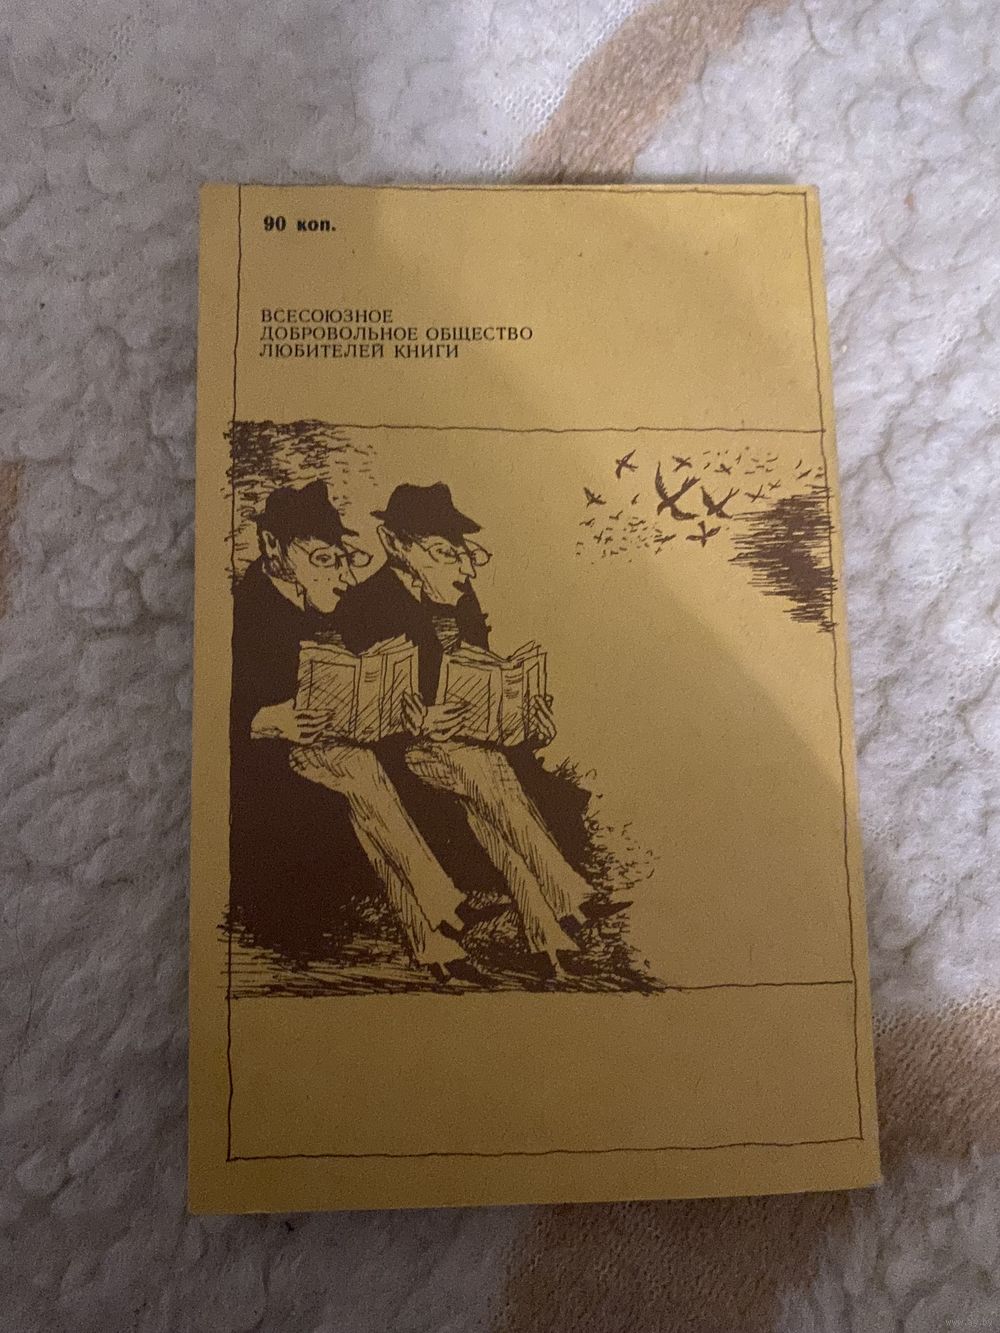 90 коп.
ВСЕСОЮЗНОЕ
ДОБРОВОЛЬНОЕ ОБЩЕСТВО
ЛЮБИТЕЛЕЙ КНИГИ